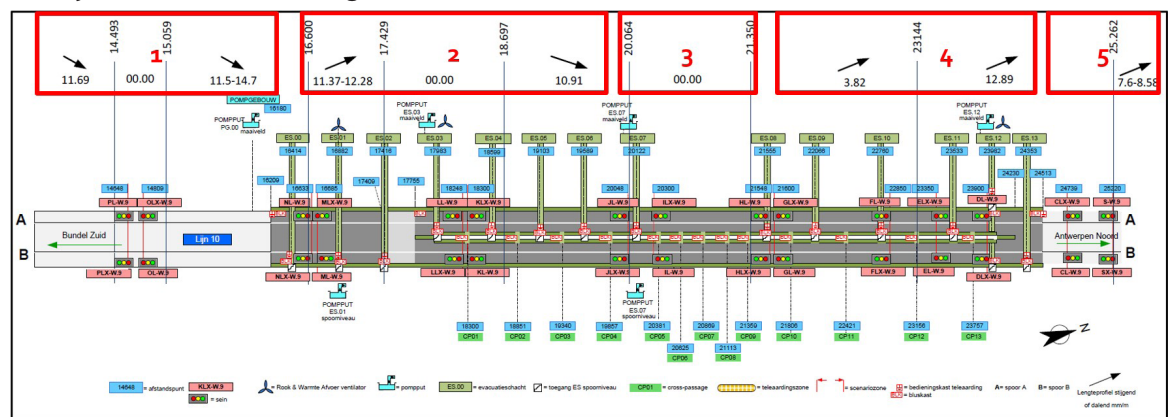 14.493
15.059
16.600
17.429
18.697
20.064
21.350
23144
25.262
1
2
3
4
5
11.69
00.00
11.5-14.7
11.37-12.28
00.00
10.91
00.00
3.82
12.89
7.6-8.58
POMPGEBOUW
16180
POMPPUT
PG.00
maaiveld
POMPPUT
ES.03
maaiveld
POMPPUT
ES.07
maaiveld
POMPPUT
ES.12
maaiveld
ES.00
ES.01
ES.02
ES.03
ES.04
ES.05
ES.06
ES.07
ES.08
ES.09
ES.10
ES.11
ES.12
ES.13
16414
16882
17416
17983
18599
19103
19589
20122
21555
22066
22760
23533
23982
24353
14648
14809
16209
16533
16685
17409
17755
18248
18300
20048
20300
21548
21600
22850
23350
23900
24230
24513
24739
25220
PL-W.9
OLX-W.9
NL-W.9
MLX-W.9
LL-W.9
KLX-W.9
JL-W.9
ILX-W.9
HL-W.9
GLX-W.9
FL-W.9
ELX-W.9
DL-W.9
CLX-W.9
S-W.9
A
A
Bundel Zuid
Lijn 10
Antwerpen Noord
B
B
PLX-W.9
OL-W.9
NLX-W.9
ML-W.9
LLX-W.9
KL-W.9
JLX-W.9
IL-W.9
HLX-W.9
GL-W.9
FLX-W.9
EL-W.9
DLX-W.9
CL-W.9
SX-W.9
POMPPUT
ES.01
spoorniveau
POMPPUT
ES.07
spoorniveau
18300
18851
19340
19857
20381
20869
21359
21806
22421
23156
23757
CP01
CP02
CP03
CP04
CP05
CP07
CP09
CP10
CP11
CP12
CP13
20625
21113
CP06
CP08
N
14648 = afstandspunt
KLX-W.9
= sein
= Rook & Warmte Afvoer ventilator
= pompput
ES.00 = evacuatieschacht
= toegang ES spoorniveau
CP01 = cross-passage
= teleaardingszone
= scenariozone
= bedieningskast teleaarding
BLK = bluskast
A= spoor A
B= spoor B
Lengteprofiel stijgend
of dalend mm/m